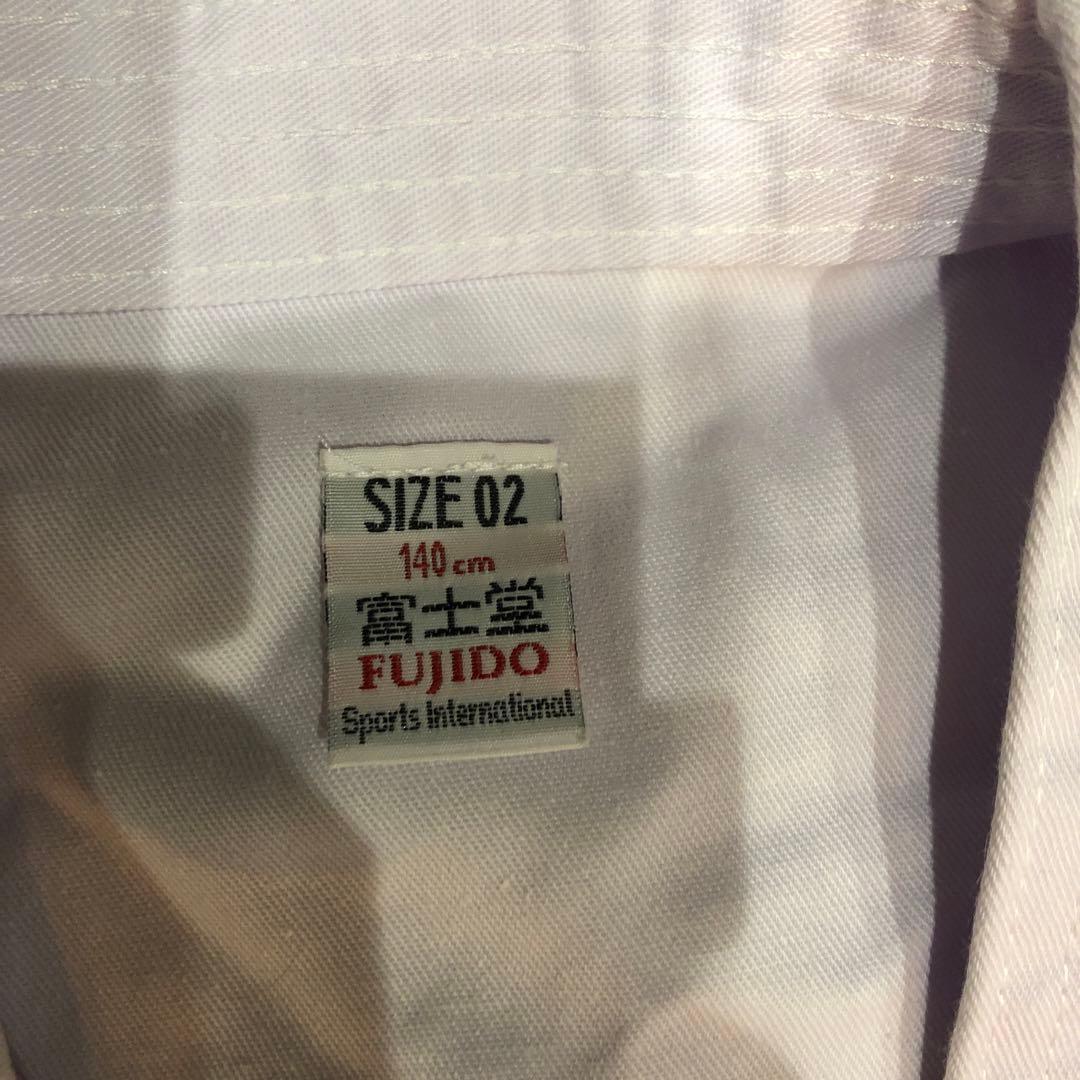 SIZE 02
140 cm
富士堂
FUJIDO
Sports International